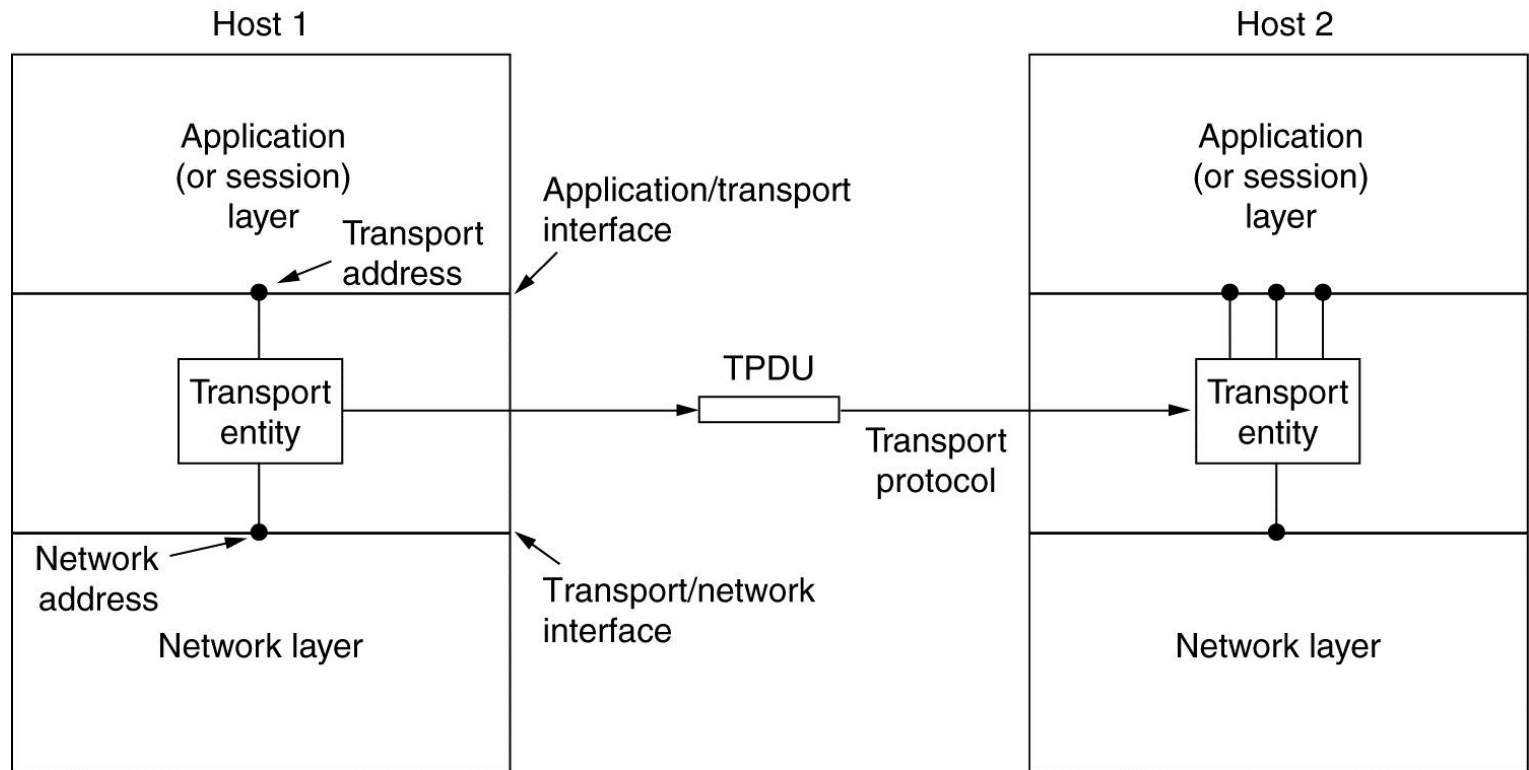 Host 1
Host 2
Application
(or session)
layer
Transport
address
Application/transport
interface
Application
(or session)
layer
Transport
entity
TPDU
Transport
protocol
Transport
entity
Network
address
Transport/network
interface
Network layer
Network layer